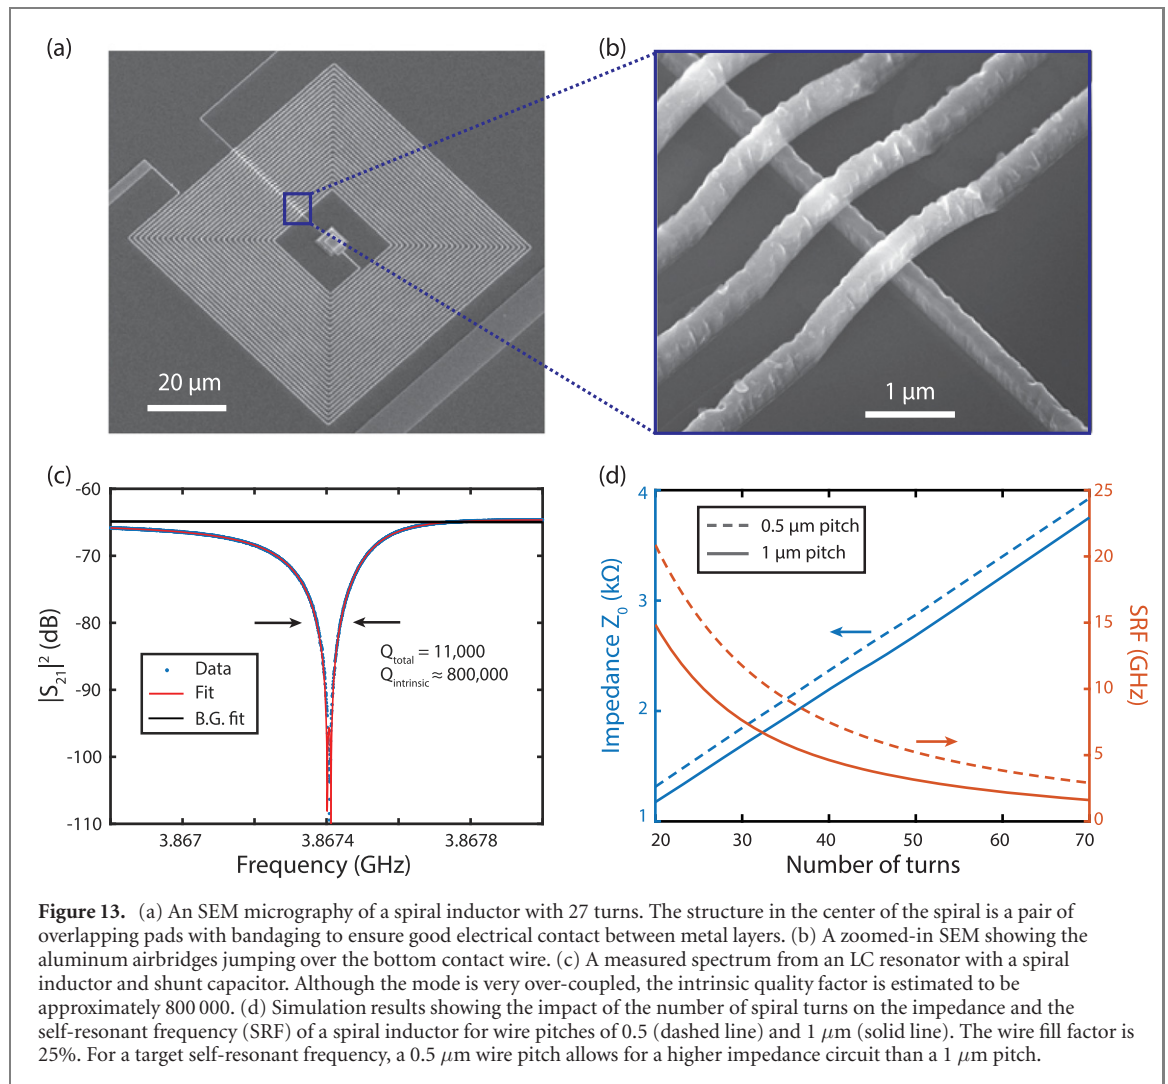 (a)
(b)
20 μm
1 μm
(c)
(d)
-60
-70
-80
-90
-100
-110
|S21|² (dB)
Qtotal = 11,000
Qintrinsic ≈ 800,000
Data
Fit
B.G. fit
3.867
3.8674
3.8678
Frequency (GHz)
4
3
2
1
Impedance Z0 (kΩ)
0.5 μm pitch
1 μm pitch
25
20
15
10
5
0
SRF (GHz)
20
30
40
50
60
70
Number of turns
Figure 13. (a) An SEM micrography of a spiral inductor with 27 turns. The structure in the center of the spiral is a pair of
overlapping pads with bandaging to ensure good electrical contact between metal layers. (b) A zoomed-in SEM showing the
aluminum airbridges jumping over the bottom contact wire. (c) A measured spectrum from an LC resonator with a spiral
inductor and shunt capacitor. Although the mode is very over-coupled, the intrinsic quality factor is estimated to be
approximately 800 000. (d) Simulation results showing the impact of the number of spiral turns on the impedance and the
self-resonant frequency (SRF) of a spiral inductor for wire pitches of 0.5 (dashed line) and 1 μm (solid line). The wire fill factor is
25%. For a target self-resonant frequency, a 0.5 μm wire pitch allows for a higher impedance circuit than a 1 μm pitch.